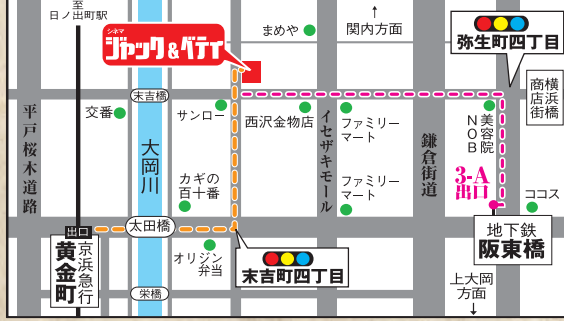 至
日ノ出町駅
シネマ
ジャック&ベティ
まめや
↑
関内方面
弥生町四丁目
横浜橋
商店街
平戸桜木道路
交番
末吉橋
大岡川
サンロー
西沢金物店
イセザキモール
ファミリー
マート
鎌倉街道
美容院
NOB
カギの
百十番
ファミリー
マート
3-A
出口
ココス
出口
太田橋
京浜急行
黄金町
オリジン
弁当
末吉町四丁目
地下鉄
阪東橋
栄橋
上大岡
方面
↓